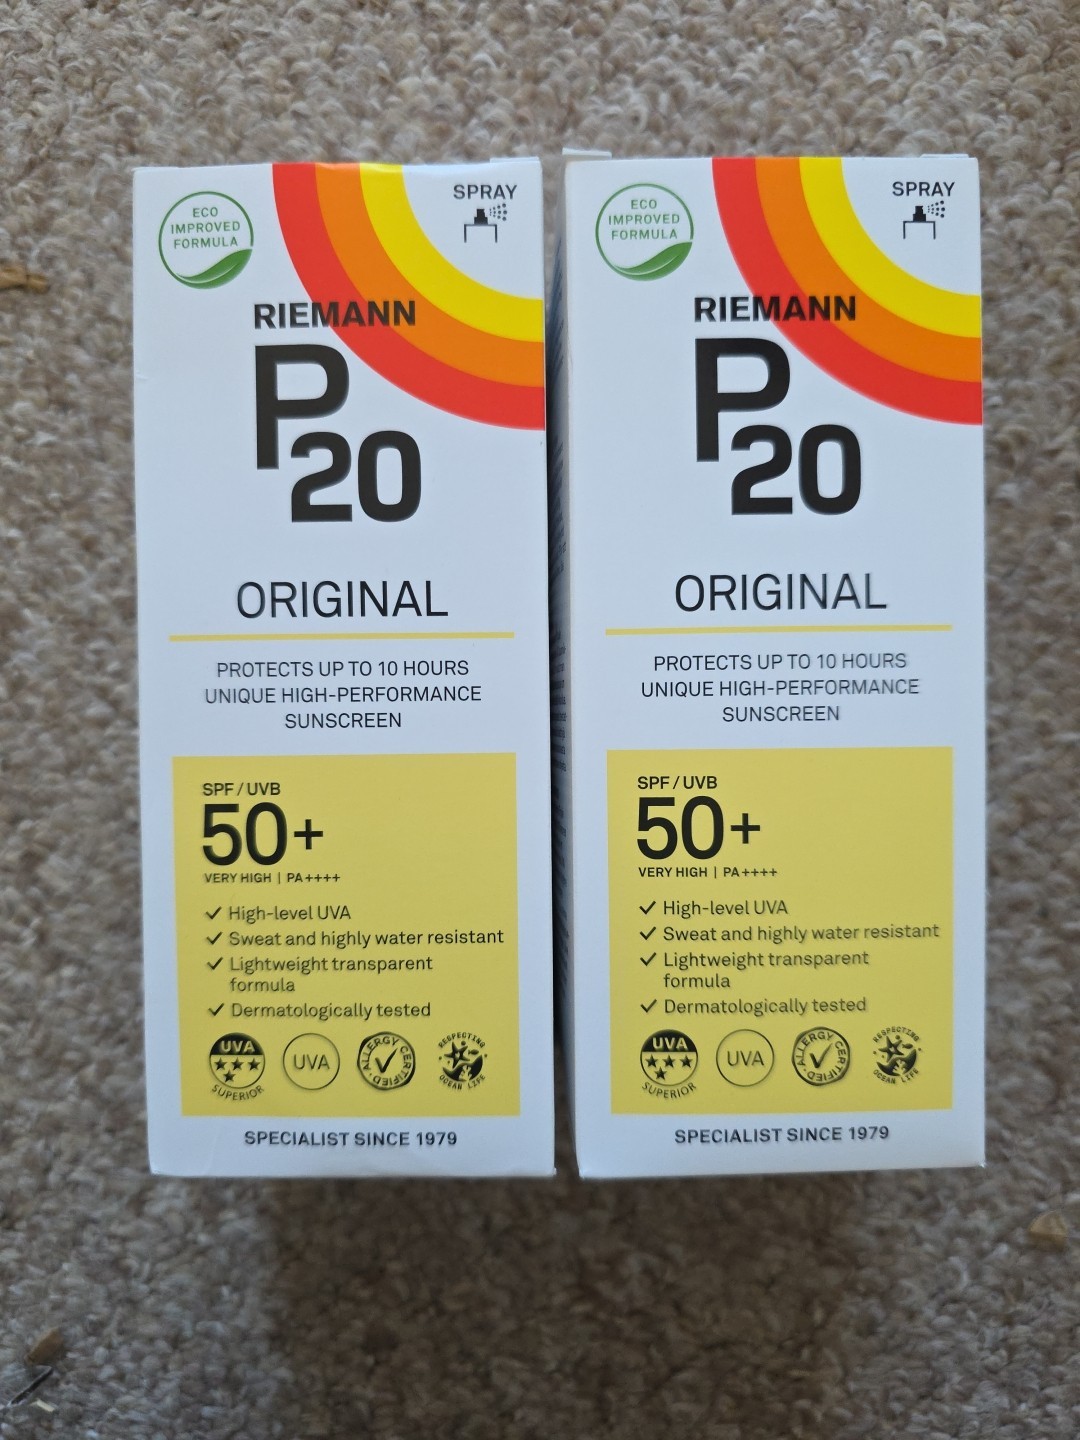 ECO
IMPROVED
FORMULA
SPRAY
RIEMANN
P20
ORIGINAL
PROTECTS UP TO 10 HOURS
UNIQUE HIGH-PERFORMANCE
SUNSCREEN
SPF / UVB
50+
VERY HIGH | PA++++
✓ High-level UVA
✓ Sweat and highly water resistant
✓ Lightweight transparent
formula
✓ Dermatologically tested
UVA
SUPERIOR
UVA
ALLERGY CERTIFIED
RESPECTING
OCEAN LIFE
SPECIALIST SINCE 1979
ECO
IMPROVED
FORMULA
SPRAY
RIEMANN
P20
ORIGINAL
PROTECTS UP TO 10 HOURS
UNIQUE HIGH-PERFORMANCE
SUNSCREEN
SPF / UVB
50+
VERY HIGH | PA++++
✓ High-level UVA
✓ Sweat and highly water resistant
✓ Lightweight transparent
formula
✓ Dermatologically tested
UVA
SUPERIOR
UVA
ALLERGY CERTIFIED
RESPECTING
OCEAN LIFE
SPECIALIST SINCE 1979